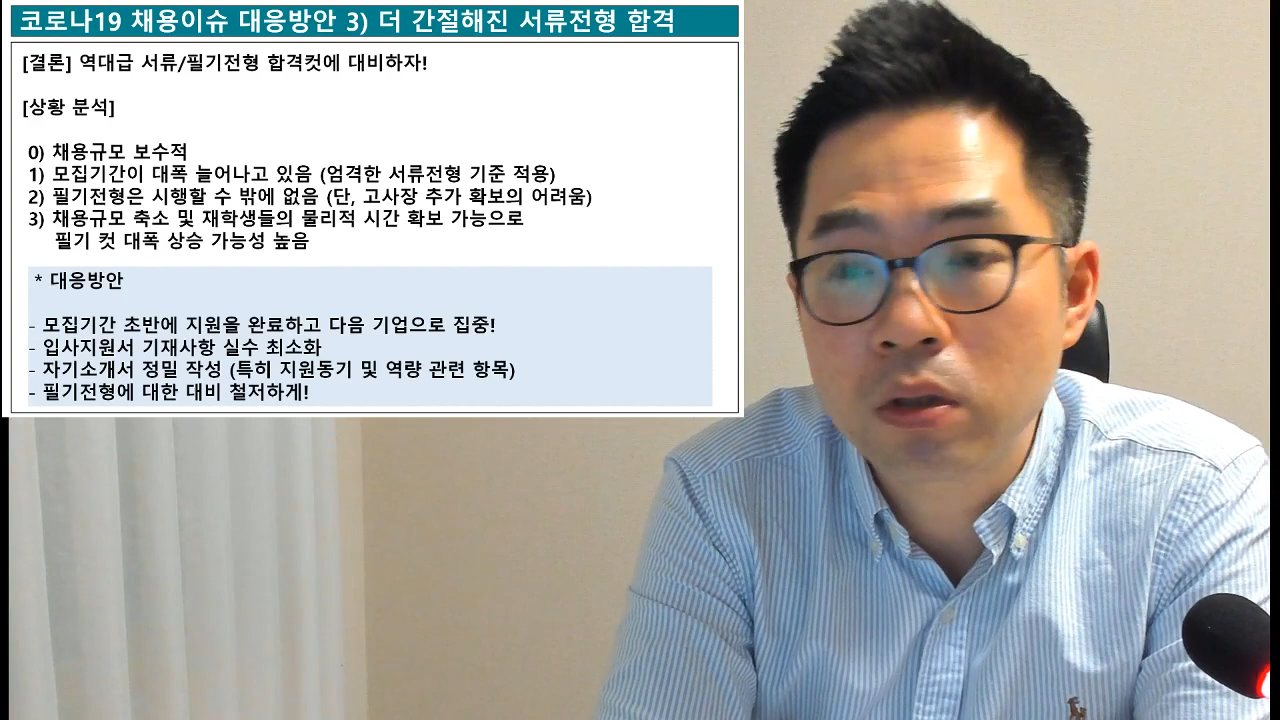 코로나19 채용이슈 대응방안 3) 더 간절해진 서류전형 합격
[결론] 역대급 서류/필기전형 합격컷에 대비하자!
[상황 분석]
0) 채용규모 보수적
1) 모집기간이 대폭 늘어나고 있음 (엄격한 서류전형 기준 적용)
2) 필기전형은 시행할 수 밖에 없음 (단, 고사장 추가 확보의 어려움)
3) 채용규모 축소 및 재학생들의 물리적 시간 확보 가능으로
필기 컷 대폭 상승 가능성 높음
* 대응방안
- 모집기간 초반에 지원을 완료하고 다음 기업으로 집중!
- 입사지원서 기재사항 실수 최소화
- 자기소개서 정밀 작성 (특히 지원동기 및 역량 관련 항목)
- 필기전형에 대한 대비 철저하게!